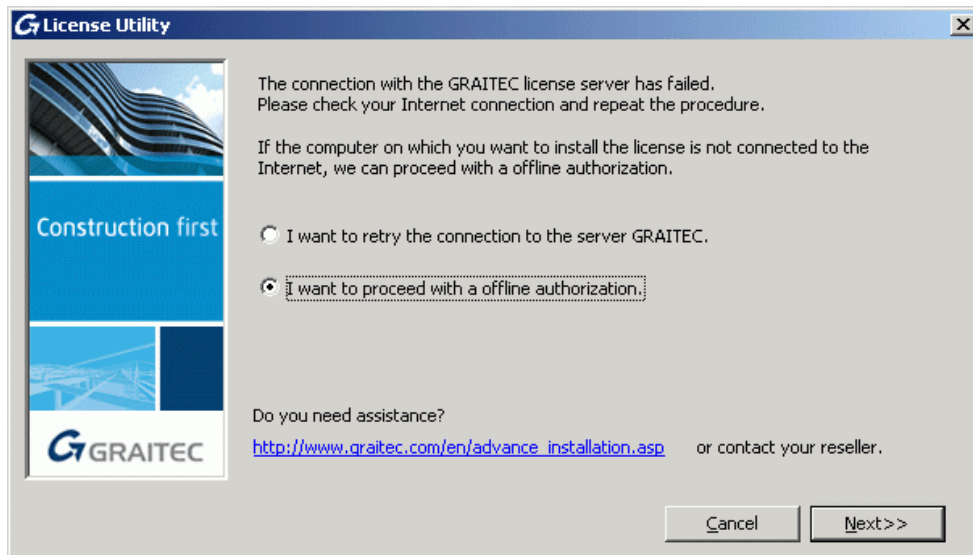 License Utility
The connection with the GRAITEC license server has failed.
Please check your Internet connection and repeat the procedure.
If the computer on which you want to install the license is not connected to the
Internet, we can proceed with a offline authorization.
Construction first
I want to retry the connection to the server GRAITEC.
I want to proceed with a offline authorization.
Do you need assistance?
http://www.graitec.com/en/advance_installation.asp or contact your reseller.
GRAITEC
Cancel Next>>